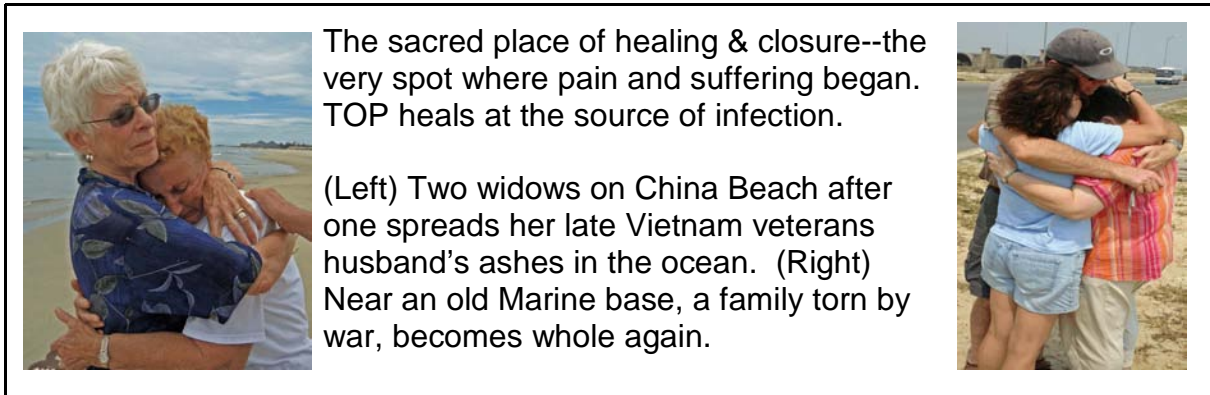 The sacred place of healing & closure--the
very spot where pain and suffering began.
TOP heals at the source of infection.
(Left) Two widows on China Beach after
one spreads her late Vietnam veterans
husband's ashes in the ocean.  (Right)
Near an old Marine base, a family torn by
war, becomes whole again.